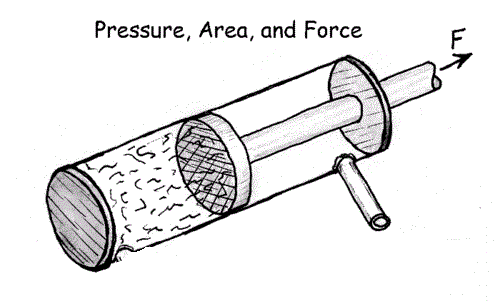 Pressure, Area, and Force
F